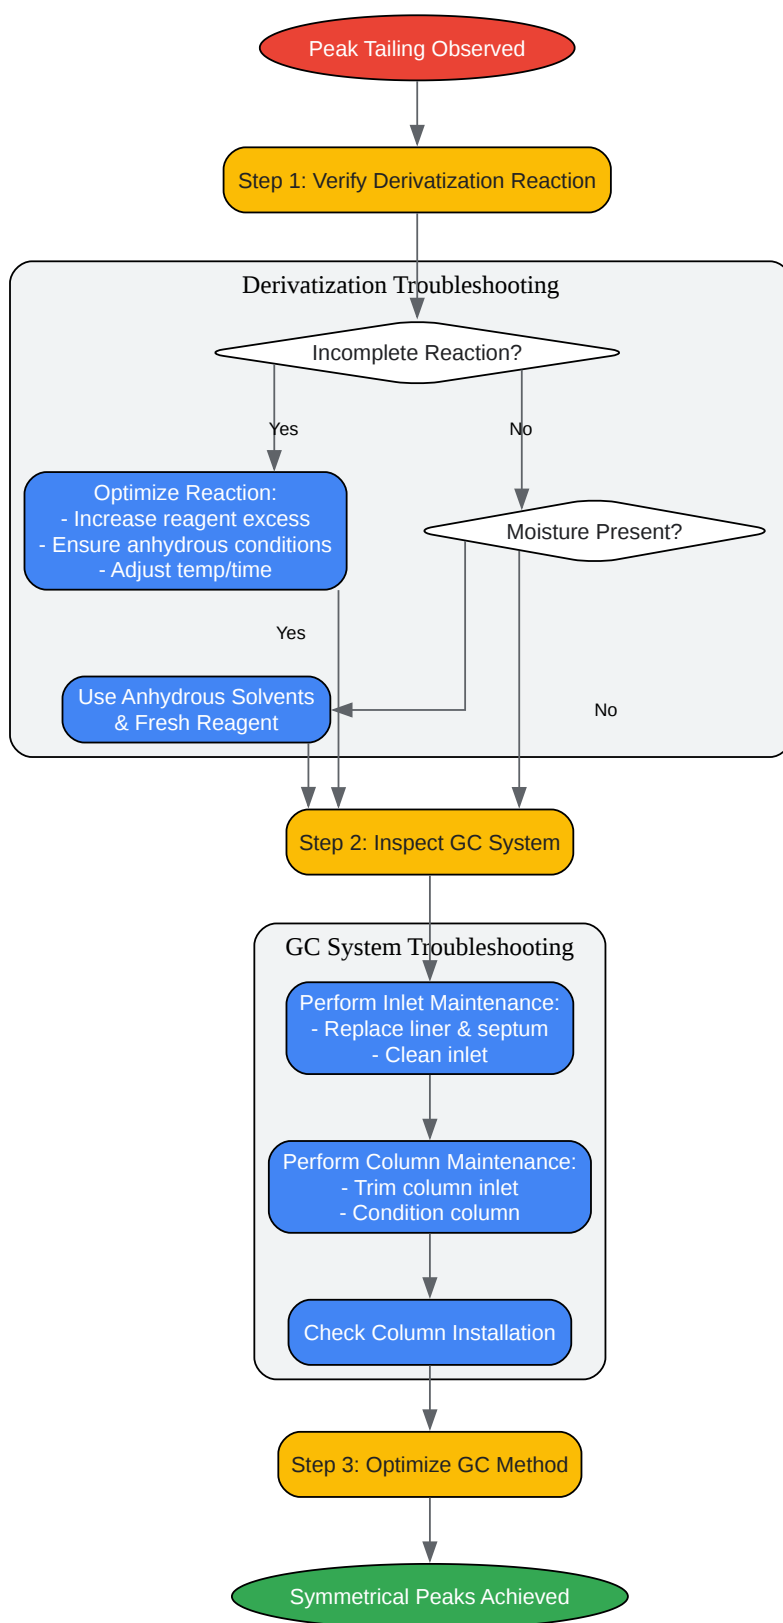 Peak Tailing Observed
Step 1: Verify Derivatization Reaction
Derivatization Troubleshooting
Incomplete Reaction?
Yes
No
Optimize Reaction:
- Increase reagent excess
- Ensure anhydrous conditions
- Adjust temp/time
Moisture Present?
Yes
Use Anhydrous Solvents
& Fresh Reagent
No
Step 2: Inspect GC System
GC System Troubleshooting
Perform Inlet Maintenance:
- Replace liner & septum
- Clean inlet
Perform Column Maintenance:
- Trim column inlet
- Condition column
Check Column Installation
Step 3: Optimize GC Method
Symmetrical Peaks Achieved